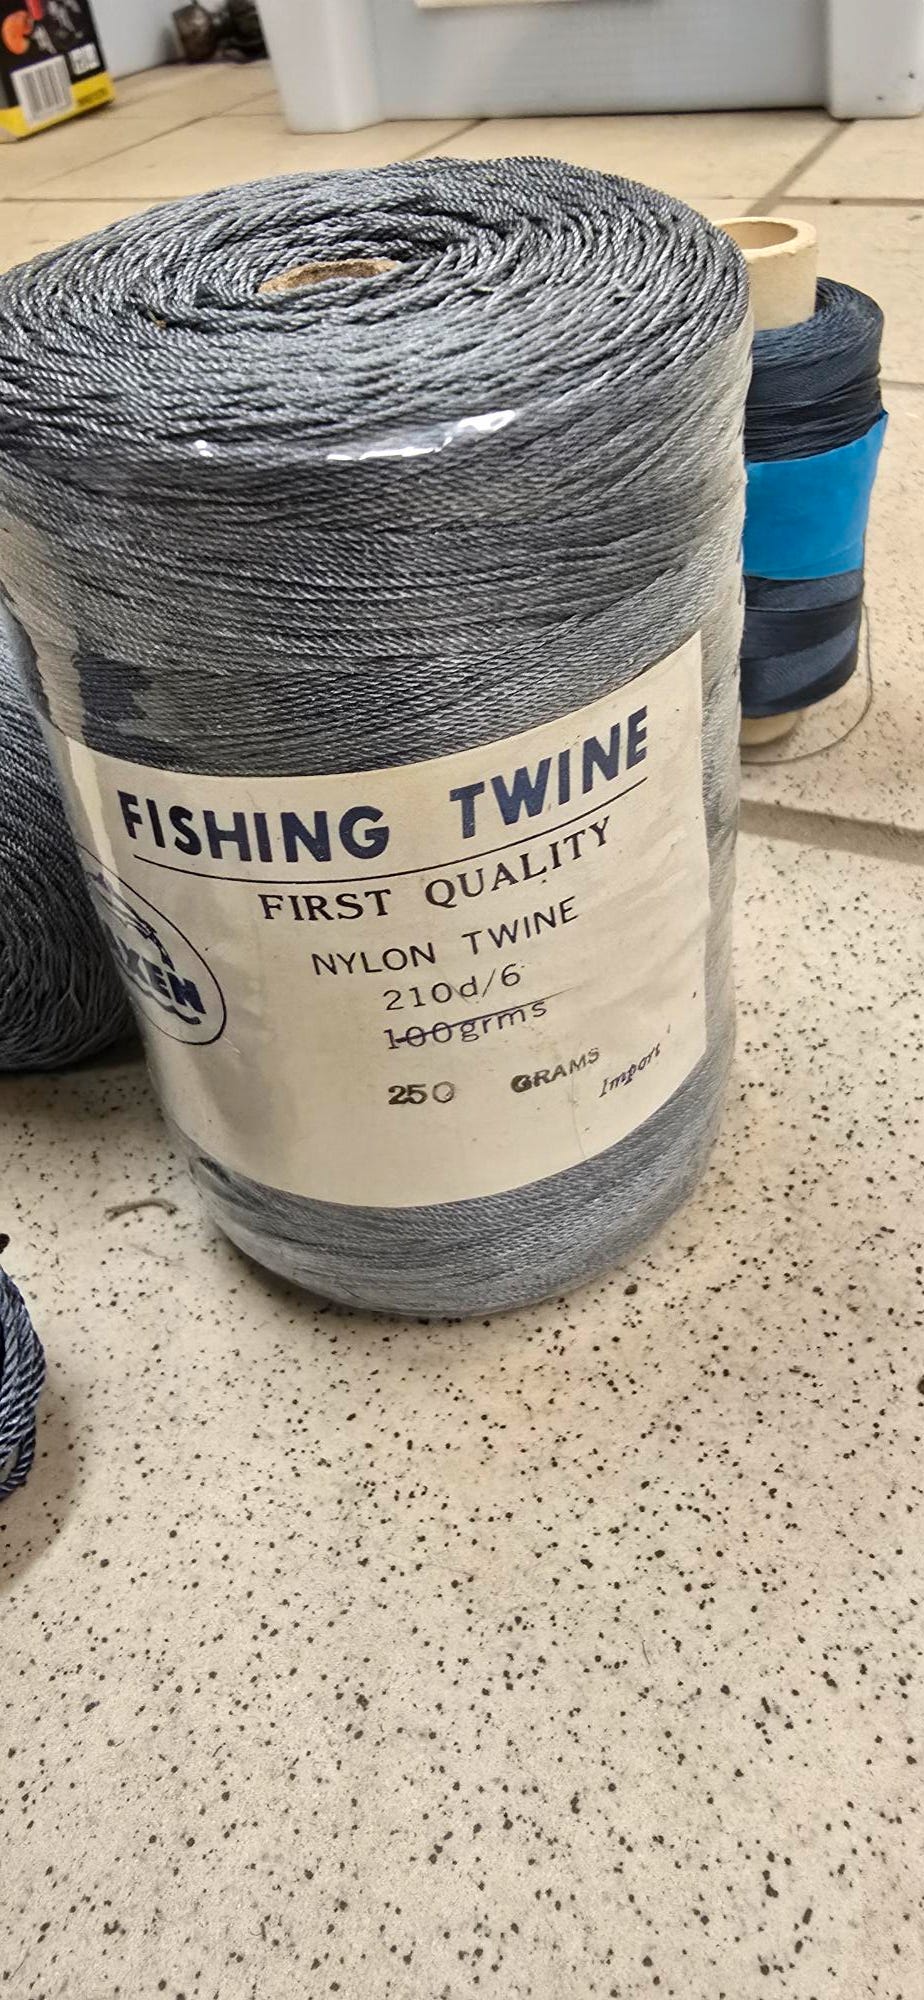 FISHING TWINE
FIRST QUALITY
NYLON TWINE
210d/6
100grms
250 GRAMS
Import